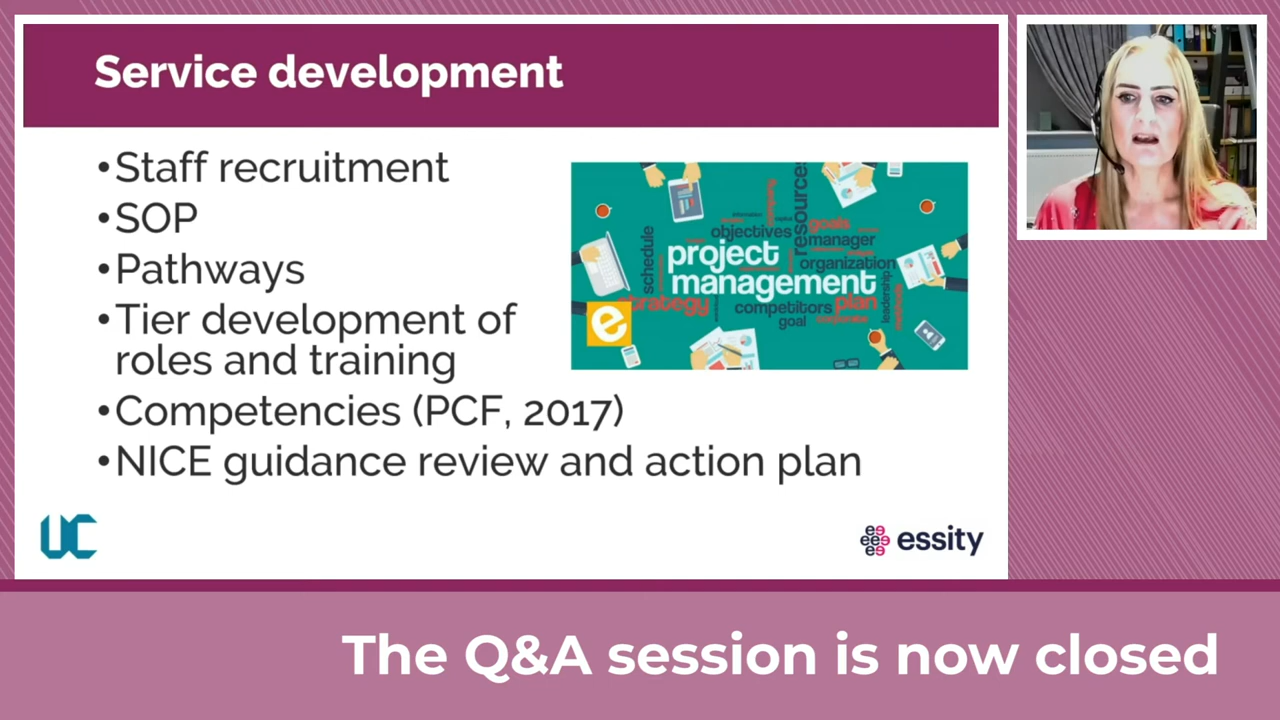 Service development
•Staff recruitment
•SOP
•Pathways
•Tier development of
roles and training
•Competencies (PCF, 2017)
•NICE guidance review and action plan
resources
objectives
goals
schedule
project
manager
management
organization
strategy
competitors
plan
goal
leadership
e
UC
essity
The Q&A session is now closed